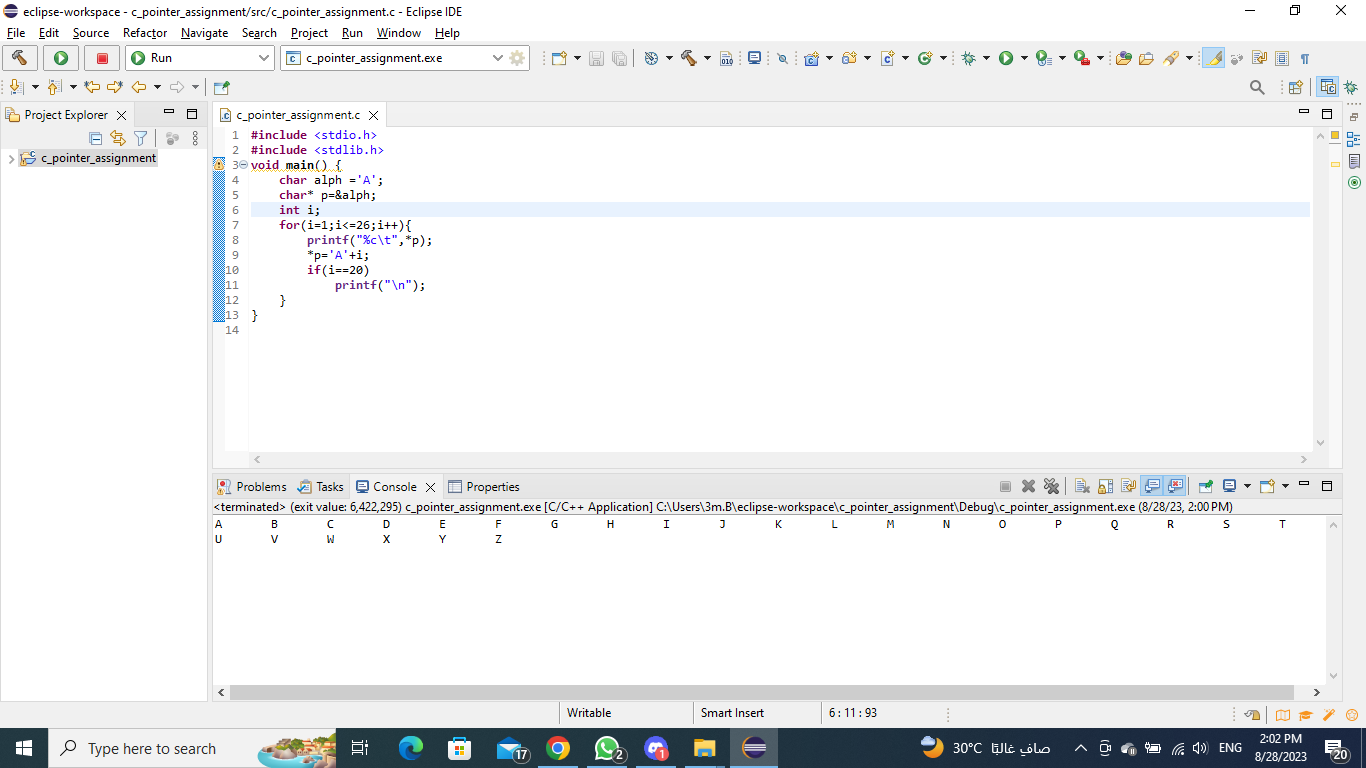 eclipse-workspace - c_pointer_assignment/src/c_pointer_assignment.c - Eclipse IDE
File Edit Source Refactor Navigate Search Project Run Window Help
Run c_pointer_assignment.exe
Project Explorer
c_pointer_assignment
c_pointer_assignment.c
1 #include <stdio.h>
2 #include <stdlib.h>
3 void main() {
4 char alph ='A';
5 char* p=&alph;
6 int i;
7 for(i=1;i<=26;i++){
8 printf("%c\t",*p);
9 *p='A'+i;
10 if(i==20)
11 printf("\n");
12 }
13 }
14
Problems Tasks Console Properties
<terminated> (exit value: 6,422,295) c_pointer_assignment.exe [C/C++ Application] C:\Users\3m.B\eclipse-workspace\c_pointer_assignment\Debug\c_pointer_assignment.exe (8/28/23, 2:00 PM)
A B C D E F G H I J K L M N O P Q R S T
U V W X Y Z
Writable Smart Insert 6 : 11 : 93
Type here to search
17
2
1
30°C صافٍ غالبًا
ENG
2:02 PM
8/28/2023
20